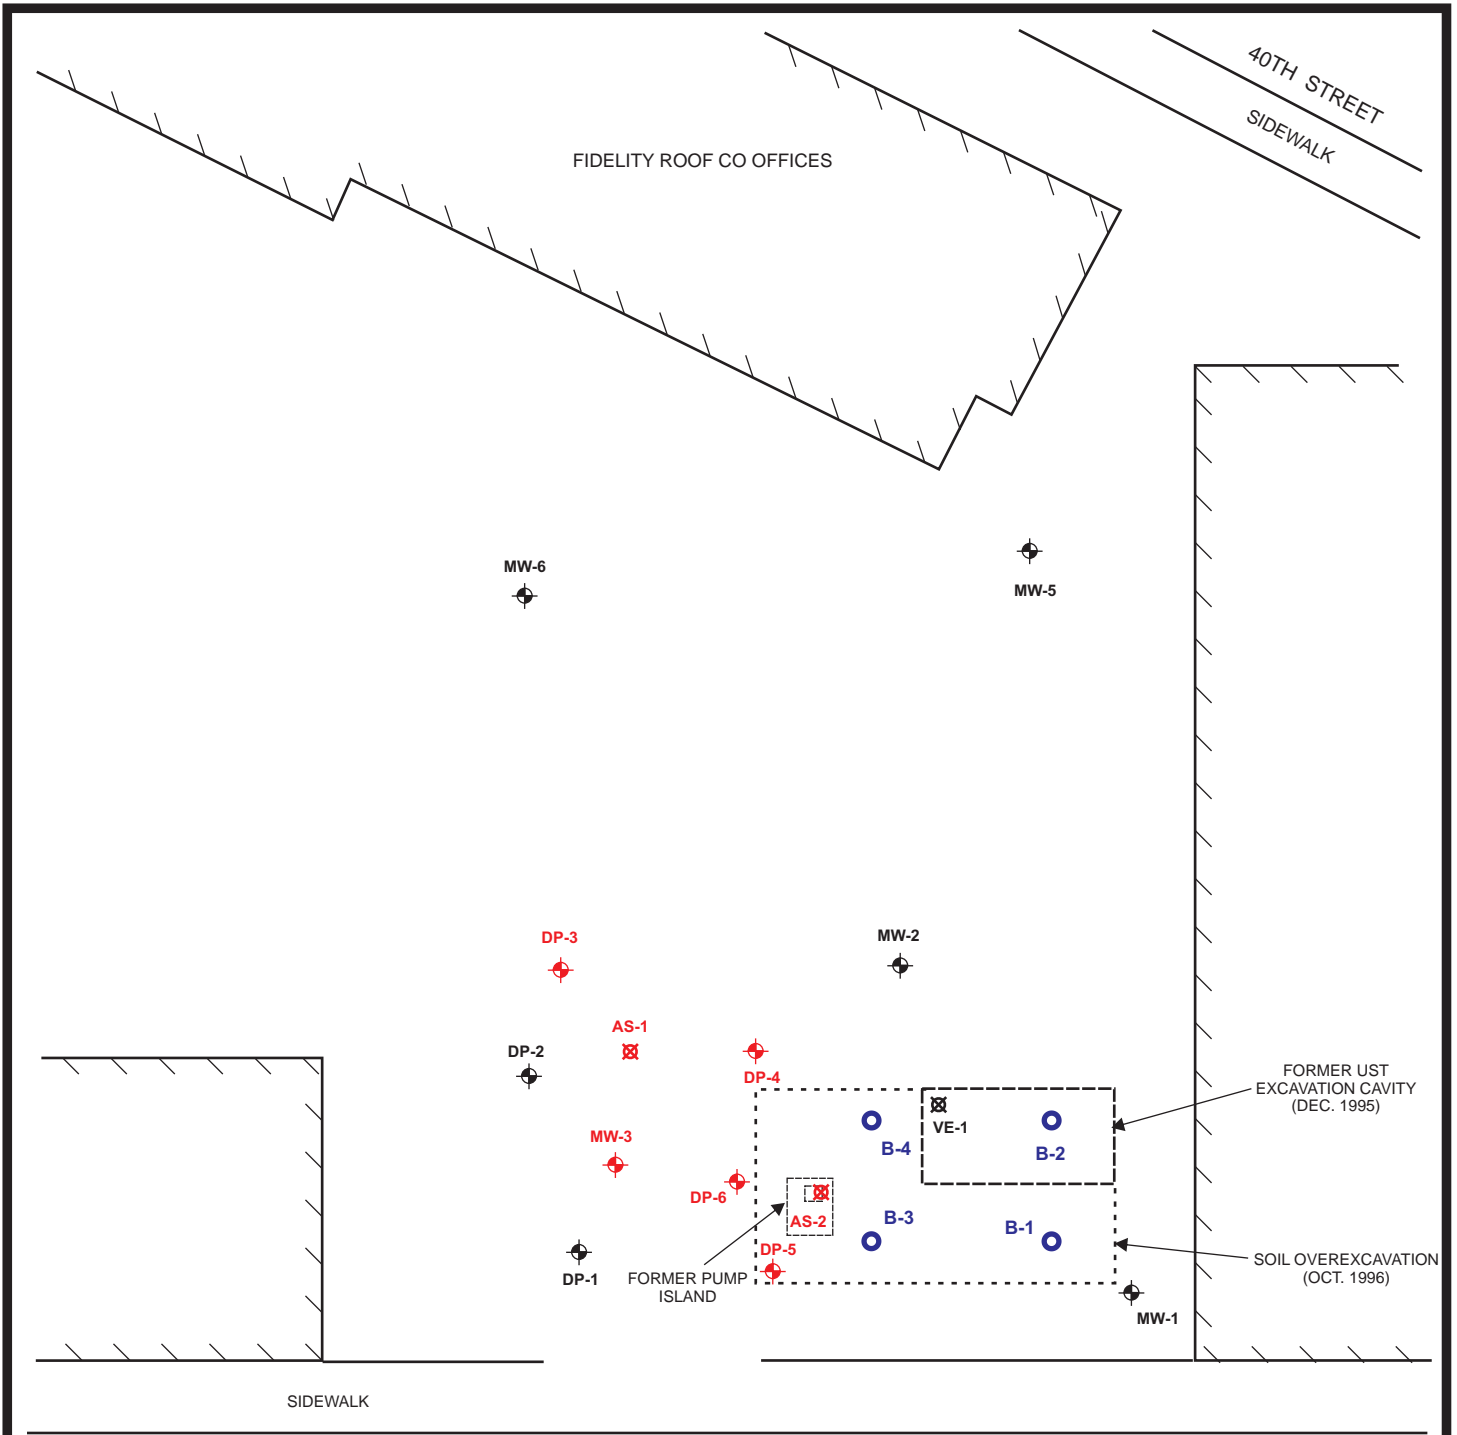 40TH STREET
SIDEWALK
FIDELITY ROOF CO OFFICES
MW-6
MW-5
DP-3
MW-2
AS-1
DP-2
DP-4
FORMER UST
EXCAVATION CAVITY
(DEC. 1995)
VE-1
B-4
B-2
MW-3
DP-6
AS-2
B-3
B-1
DP-5
DP-1
FORMER PUMP
ISLAND
SOIL OVEREXCAVATION
(OCT. 1996)
MW-1
SIDEWALK